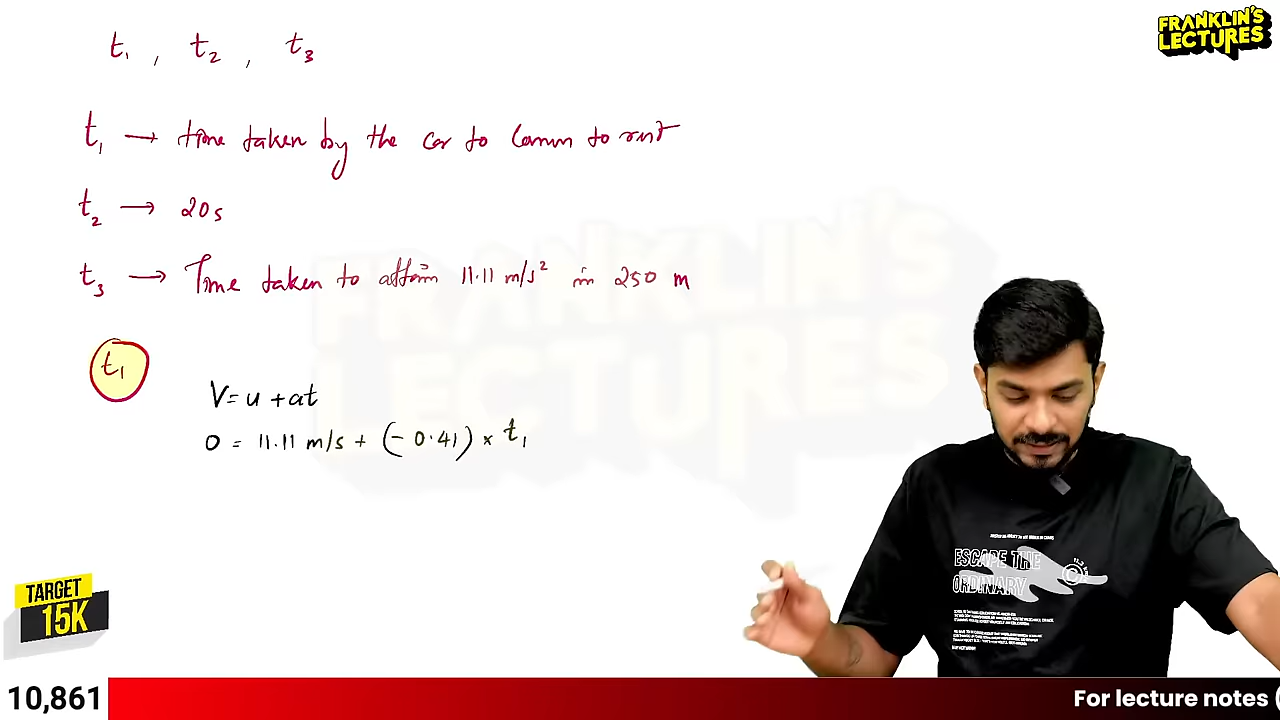 FRANKLIN'S
LECTURES
t₁ , t₂ , t₃
t₁ → time taken by the car to to rest
t₂ → 20s
t₃ → Time taken to attain 11.11 m/s² in 250 m
FRANKLIN'S
LECTURES
t₁
V = u + at
0 = 11.11 m/s + (- 0.41) × t₁
ESCAPE THE
ORDINARY
TARGET
15K
10,861
For lecture notes (